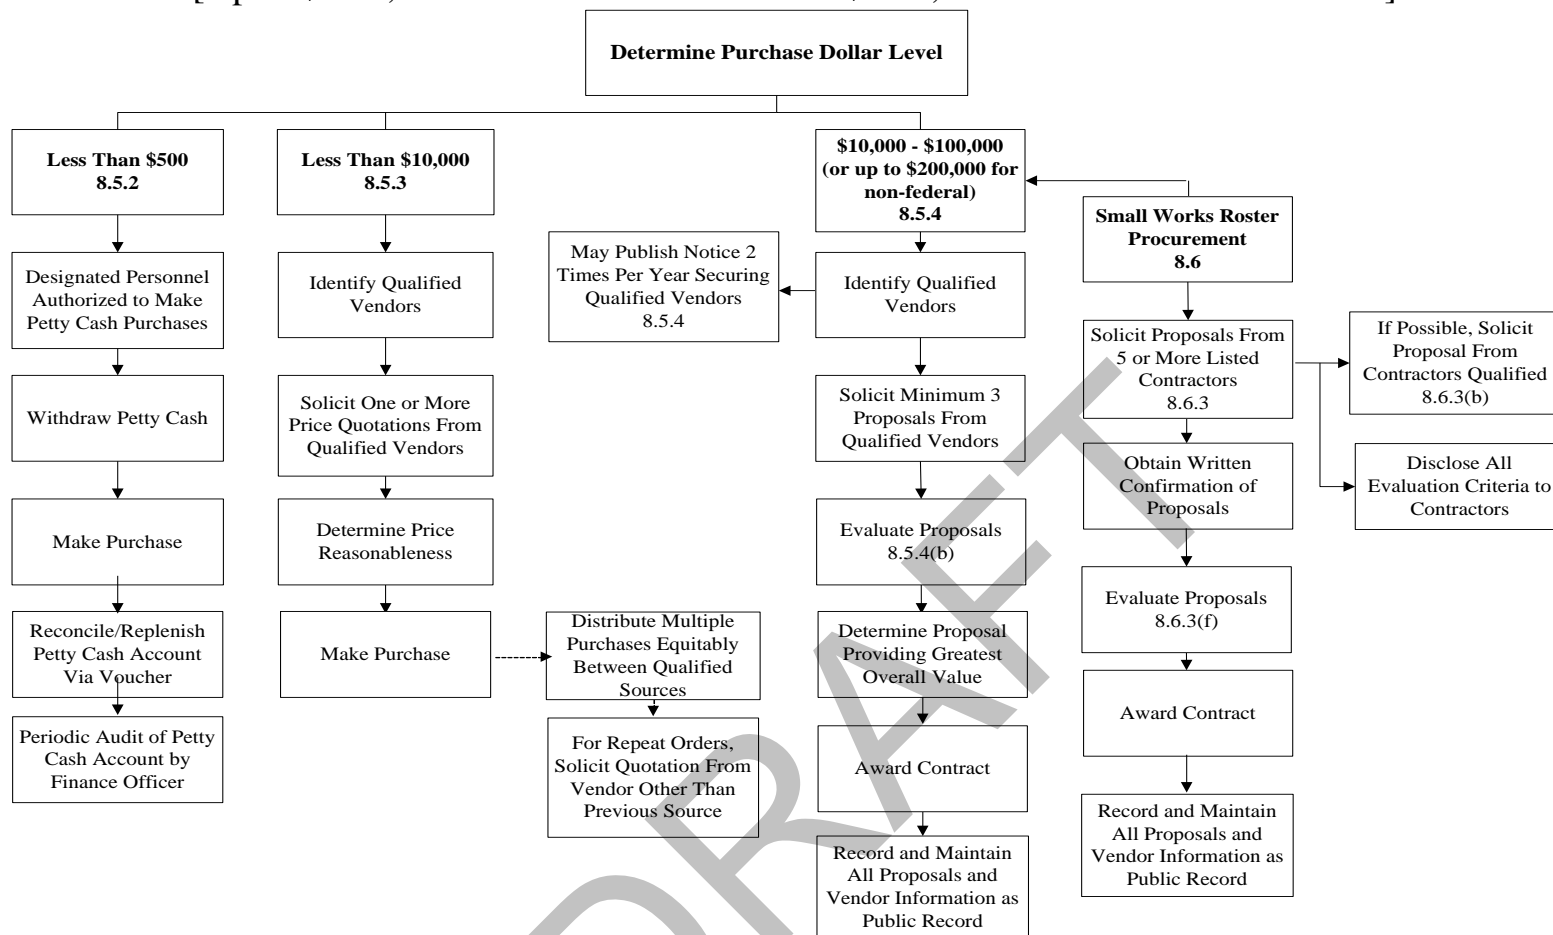 Determine Purchase Dollar Level
Less Than $500
8.5.2
Designated Personnel
Authorized to Make
Petty Cash Purchases
Withdraw Petty Cash
Make Purchase
Reconcile/Replenish
Petty Cash Account
Via Voucher
Periodic Audit of Petty
Cash Account by
Finance Officer
Less Than $10,000
8.5.3
Identify Qualified
Vendors
Solicit One or More
Price Quotations From
Qualified Vendors
Determine Price
Reasonableness
Make Purchase
Distribute Multiple
Purchases Equitably
Between Qualified
Sources
For Repeat Orders,
Solicit Quotation From
Vendor Other Than
Previous Source
$10,000 - $100,000
(or up to $200,000 for
non-federal)
8.5.4
May Publish Notice 2
Times Per Year Securing
Qualified Vendors
8.5.4
Identify Qualified
Vendors
Solicit Minimum 3
Proposals From
Qualified Vendors
Evaluate Proposals
8.5.4(b)
Determine Proposal
Providing Greatest
Overall Value
Award Contract
Record and Maintain
All Proposals and
Vendor Information as
Public Record
Small Works Roster
Procurement
8.6
Solicit Proposals From
5 or More Listed
Contractors
8.6.3
If Possible, Solicit
Proposal From
Contractors Qualified
8.6.3(b)
Disclose All
Evaluation Criteria to
Contractors
Obtain Written
Confirmation of
Proposals
Evaluate Proposals
8.6.3(f)
Award Contract
Record and Maintain
All Proposals and
Vendor Information as
Public Record
DRAFT